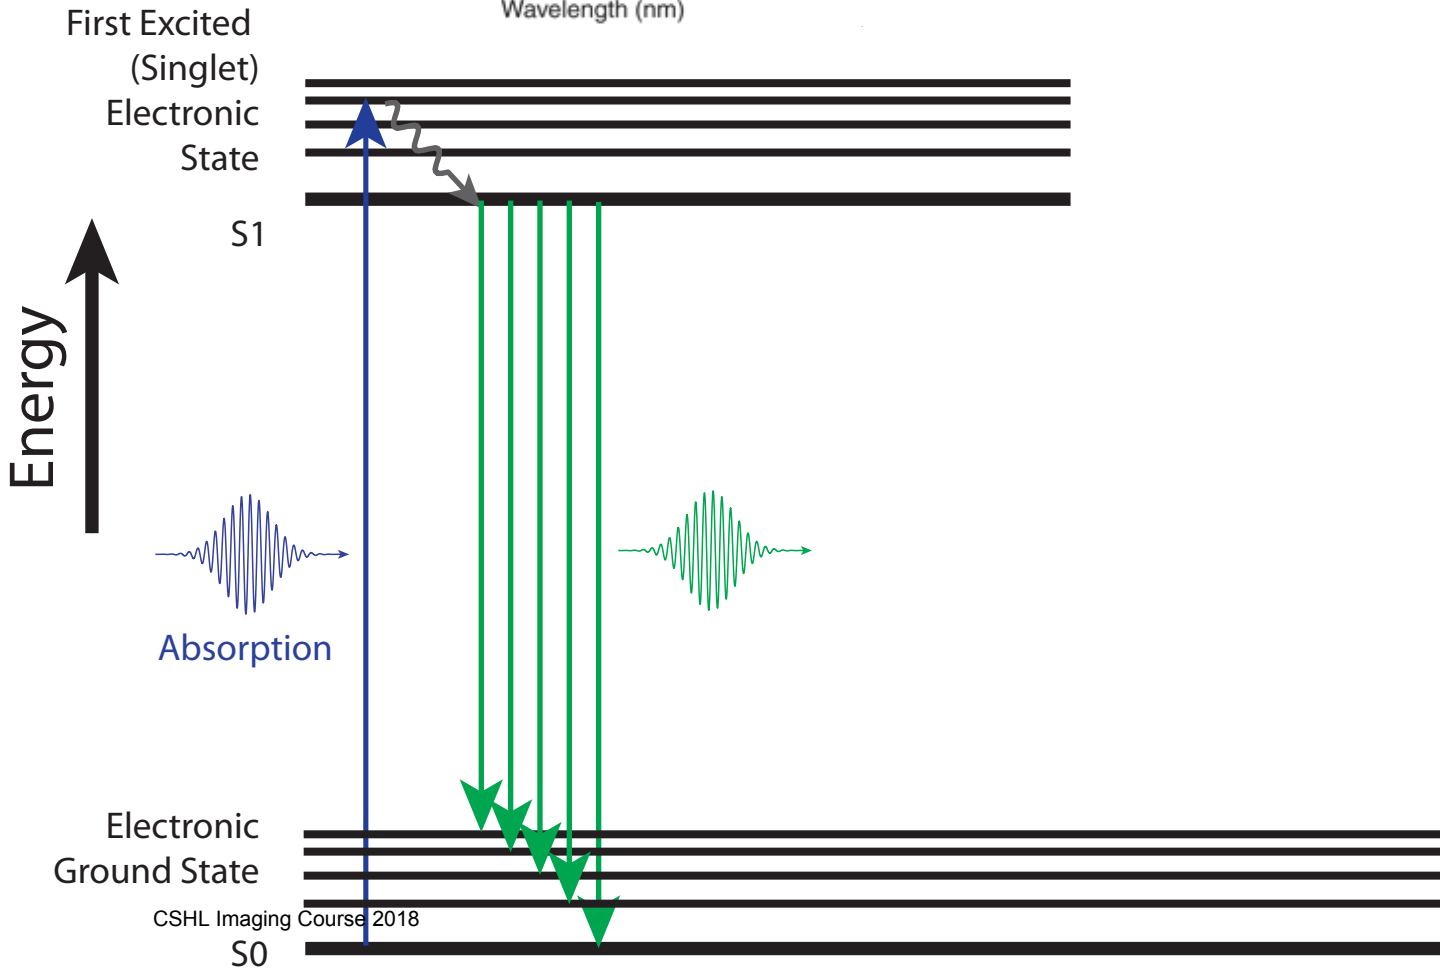 Wavelength (nm)
First Excited
(Singlet)
Electronic
State
S1
Energy
Absorption
Electronic
Ground State
CSHL Imaging Course 2018
S0